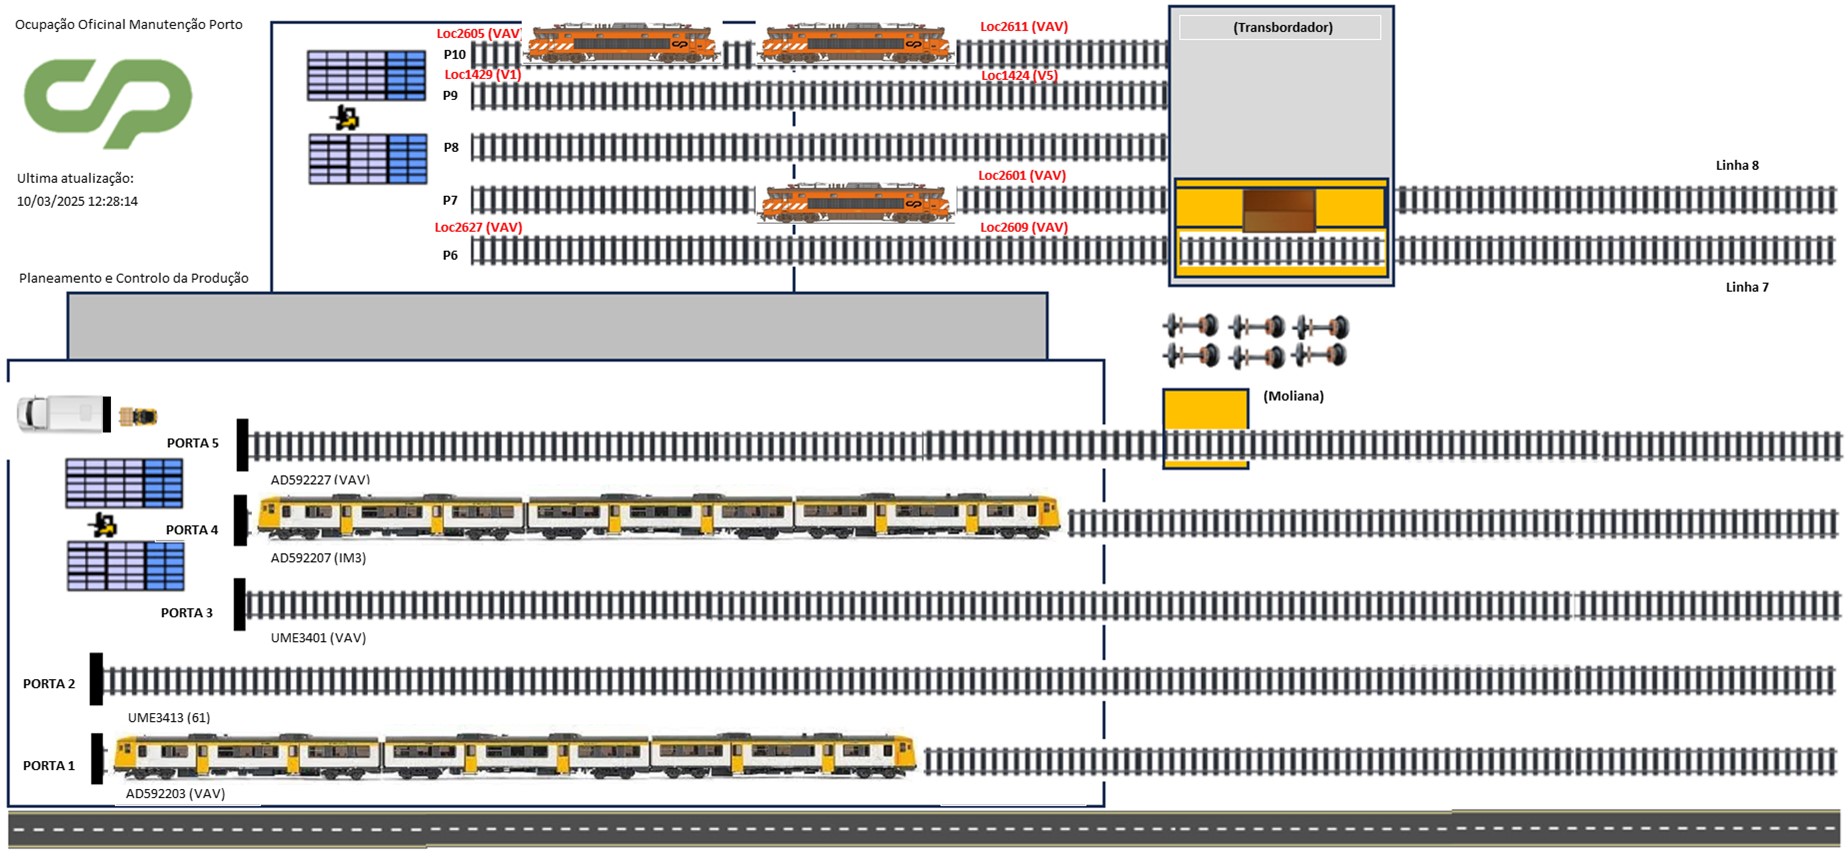 Ocupação Oficinal Manutenção Porto
cp
Ultima atualização:
10/03/2025 12:28:14
Planeamento e Controlo da Produção
Loc2605 (VAV)
Loc2611 (VAV)
P10
Loc1429 (V1)
Loc1424 (V5)
P9
P8
Loc2601 (VAV)
P7
Loc2627 (VAV)
Loc2609 (VAV)
P6
(Transbordador)
Linha 8
Linha 7
(Moliana)
PORTA 5
AD592227 (VAV)
PORTA 4
AD592207 (IM3)
PORTA 3
UME3401 (VAV)
PORTA 2
UME3413 (61)
PORTA 1
AD592203 (VAV)